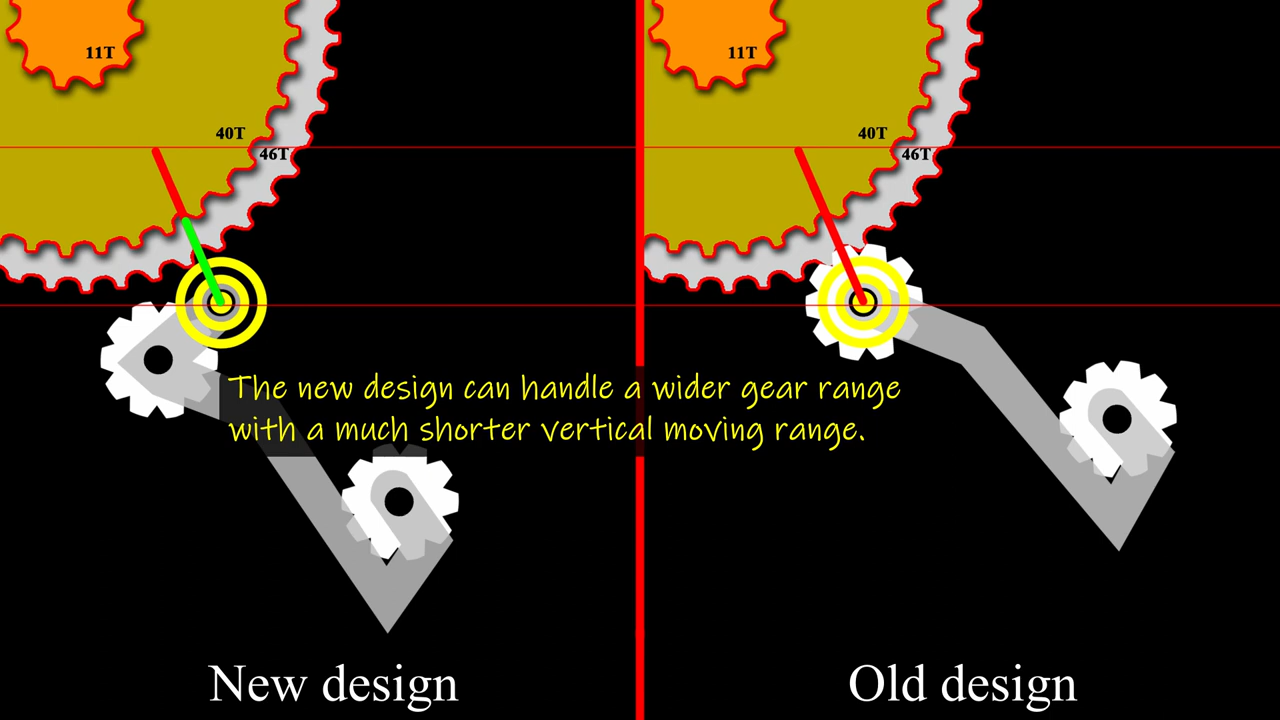 11T
40T
46T
11T
40T
46T
The new design can handle a wider gear range
with a much shorter vertical moving range.
New design
Old design